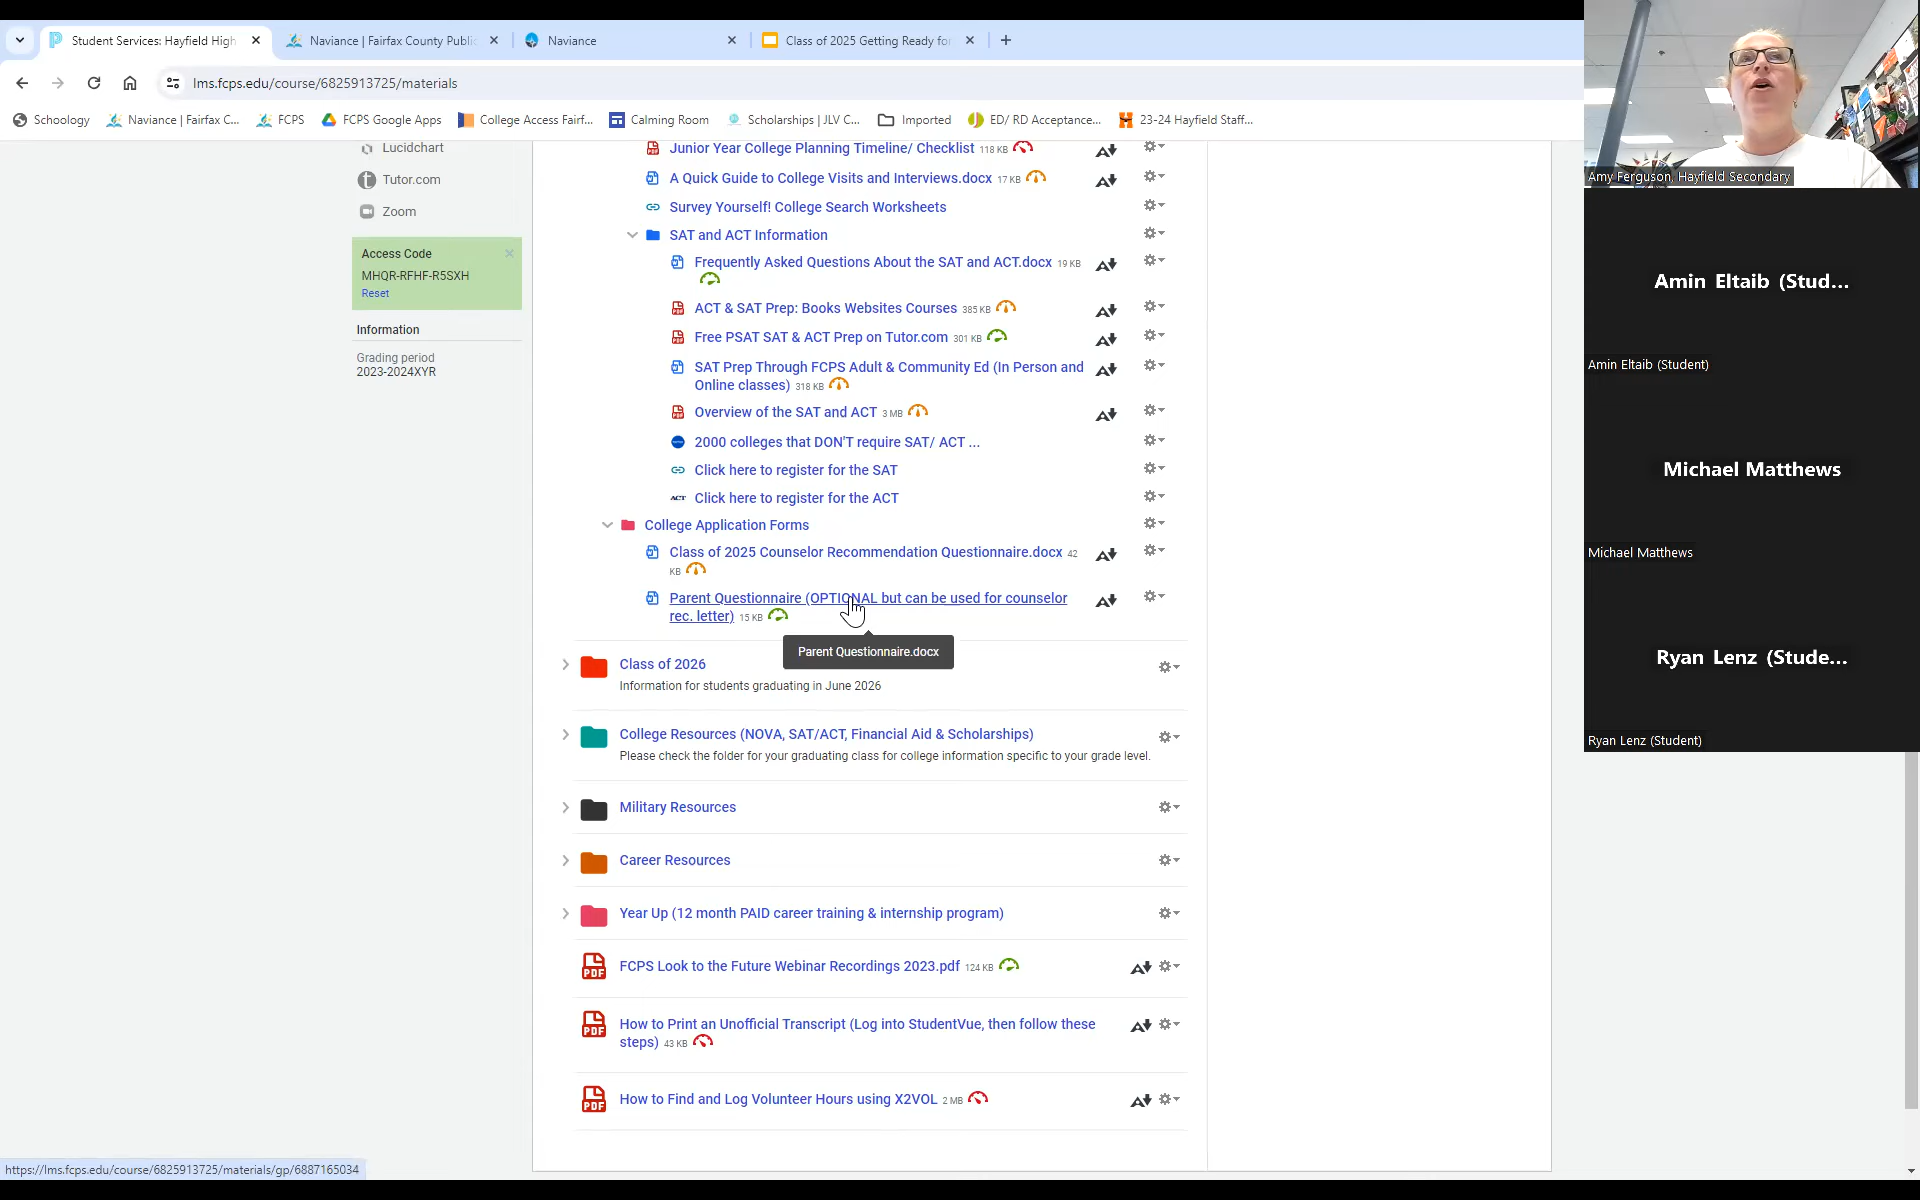 Student Services: Hayfield High
Naviance | Fairfax County Public
Naviance
Class of 2025 Getting Ready for
lms.fcps.edu/course/6825913725/materials
Schoology
Naviance | Fairfax C...
FCPS
FCPS Google Apps
College Access Fairf...
Calming Room
Scholarships | JLV C...
Imported
ED/ RD Acceptance...
23-24 Hayfield Staff...
Lucidchart
Tutor.com
Zoom
Access Code
MHQR-RFHF-R5SXH
Reset
Information
Grading period
2023-2024XYR
Junior Year College Planning Timeline/ Checklist 118 KB
A Quick Guide to College Visits and Interviews.docx 17 KB
Survey Yourself! College Search Worksheets
SAT and ACT Information
Frequently Asked Questions About the SAT and ACT.docx 19 KB
ACT & SAT Prep: Books Websites Courses 385 KB
Free PSAT SAT & ACT Prep on Tutor.com 301 KB
SAT Prep Through FCPS Adult & Community Ed (In Person and
Online classes) 318 KB
Overview of the SAT and ACT 3 MB
2000 colleges that DON'T require SAT/ ACT ...
Click here to register for the SAT
ACT Click here to register for the ACT
College Application Forms
Class of 2025 Counselor Recommendation Questionnaire.docx 42
KB
Parent Questionnaire (OPTIONAL but can be used for counselor
rec. letter) 15 KB
Parent Questionnaire.docx
Class of 2026
Information for students graduating in June 2026
College Resources (NOVA, SAT/ACT, Financial Aid & Scholarships)
Please check the folder for your graduating class for college information specific to your grade level.
Military Resources
Career Resources
Year Up (12 month PAID career training & internship program)
PDF FCPS Look to the Future Webinar Recordings 2023.pdf 124 KB
PDF How to Print an Unofficial Transcript (Log into StudentVue, then follow these
steps) 43 KB
PDF How to Find and Log Volunteer Hours using X2VOL 2 MB
https://lms.fcps.edu/course/6825913725/materials/gp/6887165034
Amy Ferguson, Hayfield Secondary
Amin Eltaib (Stud...
Amin Eltaib (Student)
Michael Matthews
Michael Matthews
Ryan Lenz (Stude...
Ryan Lenz (Student)